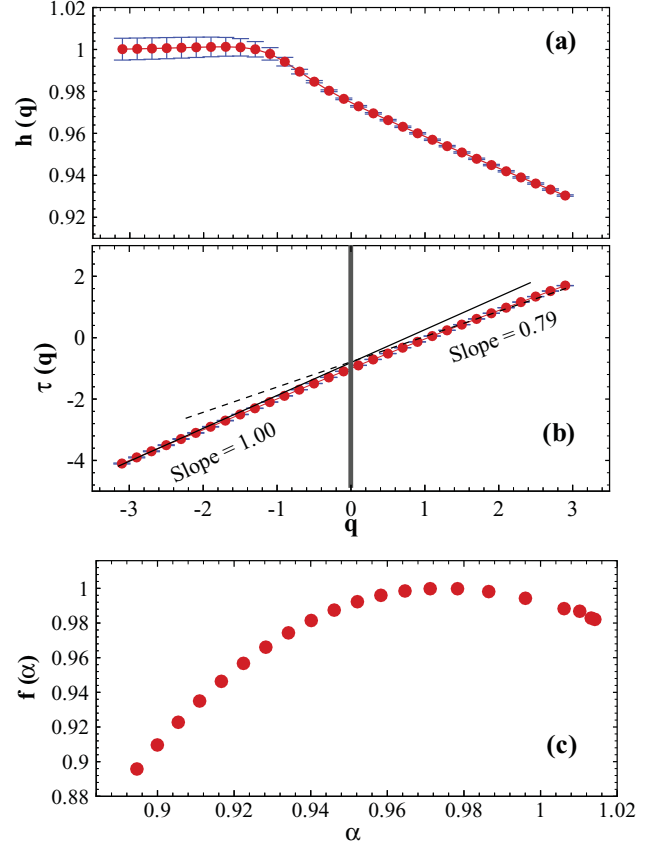 1.02
(a)
1
0.98
h (q)
0.96
0.94
0.92
2
0
τ (q)
Slope = 0.79
-2
Slope = 1.00
(b)
-4
-3 -2 -1 0 1 2 3
q
1
0.98
0.96
f (α)
0.94
0.92
(c)
0.9
0.88
0.9 0.92 0.94 0.96 0.98 1 1.02
α